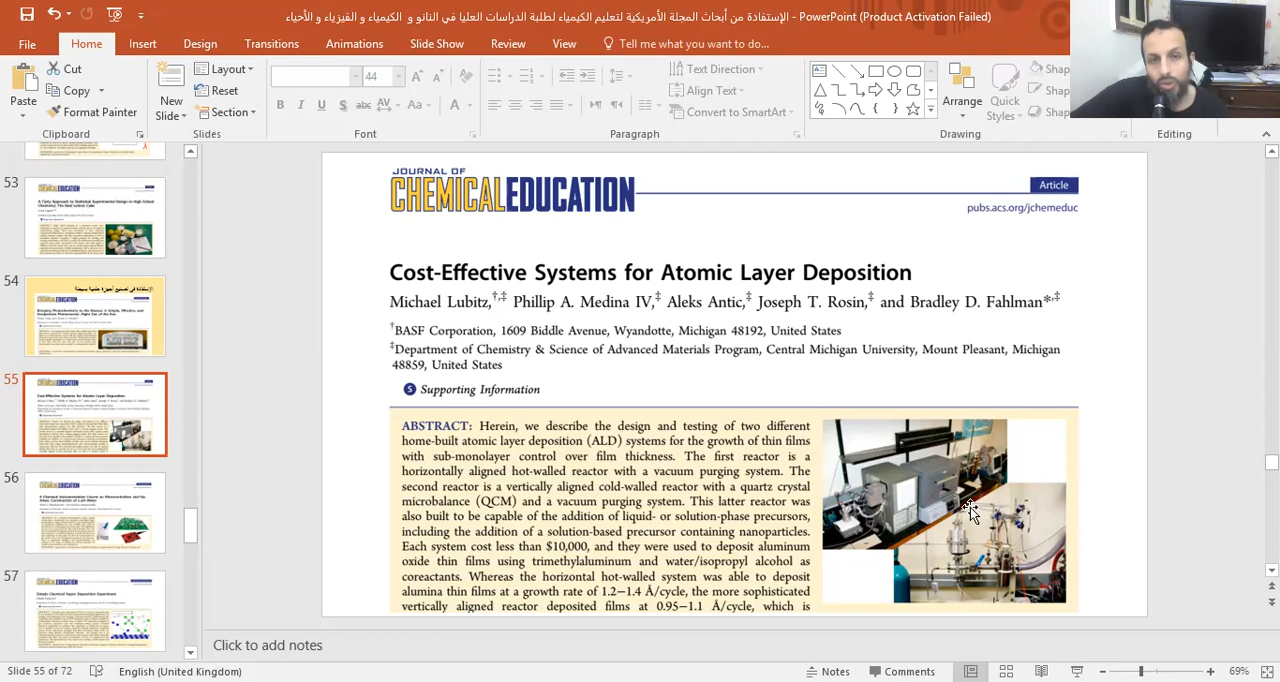 الإستفادة من أبحاث المجلة الأمريكية لتعليم الكيمياء لطلبة الدراسات العليا في النانو و الكيمياء و الفيزياء و الأحياء - PowerPoint (Product Activation Failed)
File Home Insert Design Transitions Animations Slide Show Review View Tell me what you want to do...
Paste
Cut
Copy
Format Painter
Clipboard
New Slide
Layout
Reset
Section
Slides
44
Font
Paragraph
Text Direction
Align Text
Convert to SmartArt
Arrange
Quick Styles
Drawing
Editing
53
54
55
56
57
JOURNAL OF
CHEMICALEDUCATION
Article
pubs.acs.org/jchemeduc
Cost-Effective Systems for Atomic Layer Deposition
Michael Lubitz,†,‡ Phillip A. Medina IV,‡ Aleks Antic,‡ Joseph T. Rosin,‡ and Bradley D. Fahlman*,‡
†BASF Corporation, 1609 Biddle Avenue, Wyandotte, Michigan 48192, United States
‡Department of Chemistry & Science of Advanced Materials Program, Central Michigan University, Mount Pleasant, Michigan
48859, United States
S Supporting Information
ABSTRACT: Herein, we describe the design and testing of two different
home-built atomic layer deposition (ALD) systems for the growth of thin films
with sub-monolayer control over film thickness. The first reactor is a
horizontally aligned hot-walled reactor with a vacuum purging system. The
second reactor is a vertically aligned cold-walled reactor with a quartz crystal
microbalance (QCM) and a vacuum purging system. This latter reactor was
also built to be capable of the addition of liquid- or solution-phase precursors,
including the addition of a solution-based precursor containing nanoparticles.
Each system cost less than $10,000, and they were used to deposit aluminum
oxide thin films using trimethylaluminum and water/isopropyl alcohol as
coreactants. Whereas the horizontal hot-walled system was able to deposit
alumina thin films at a growth rate of 1.2−1.4 Å/cycle, the more sophisticated
vertically aligned reactor deposited films at 0.95−1.1 Å/cycle, which is
Click to add notes
Slide 55 of 72 English (United Kingdom) Notes Comments 69%